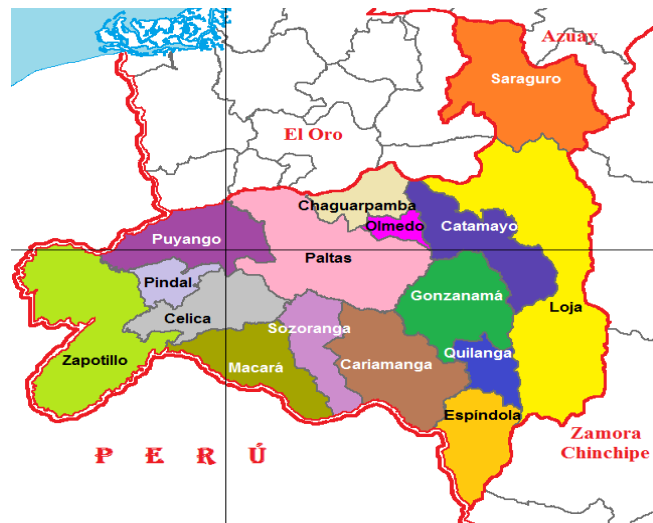 Azuay
Saraguro
El Oro
Chaguarpamba
Olmedo
Catamayo
Puyango
Paltas
Pindal
Gonzanamá
Loja
Celica
Sozoranga
Zapotillo
Macará
Cariamanga
Quilanga
Espíndola
Zamora
Chinchipe
P E R Ú